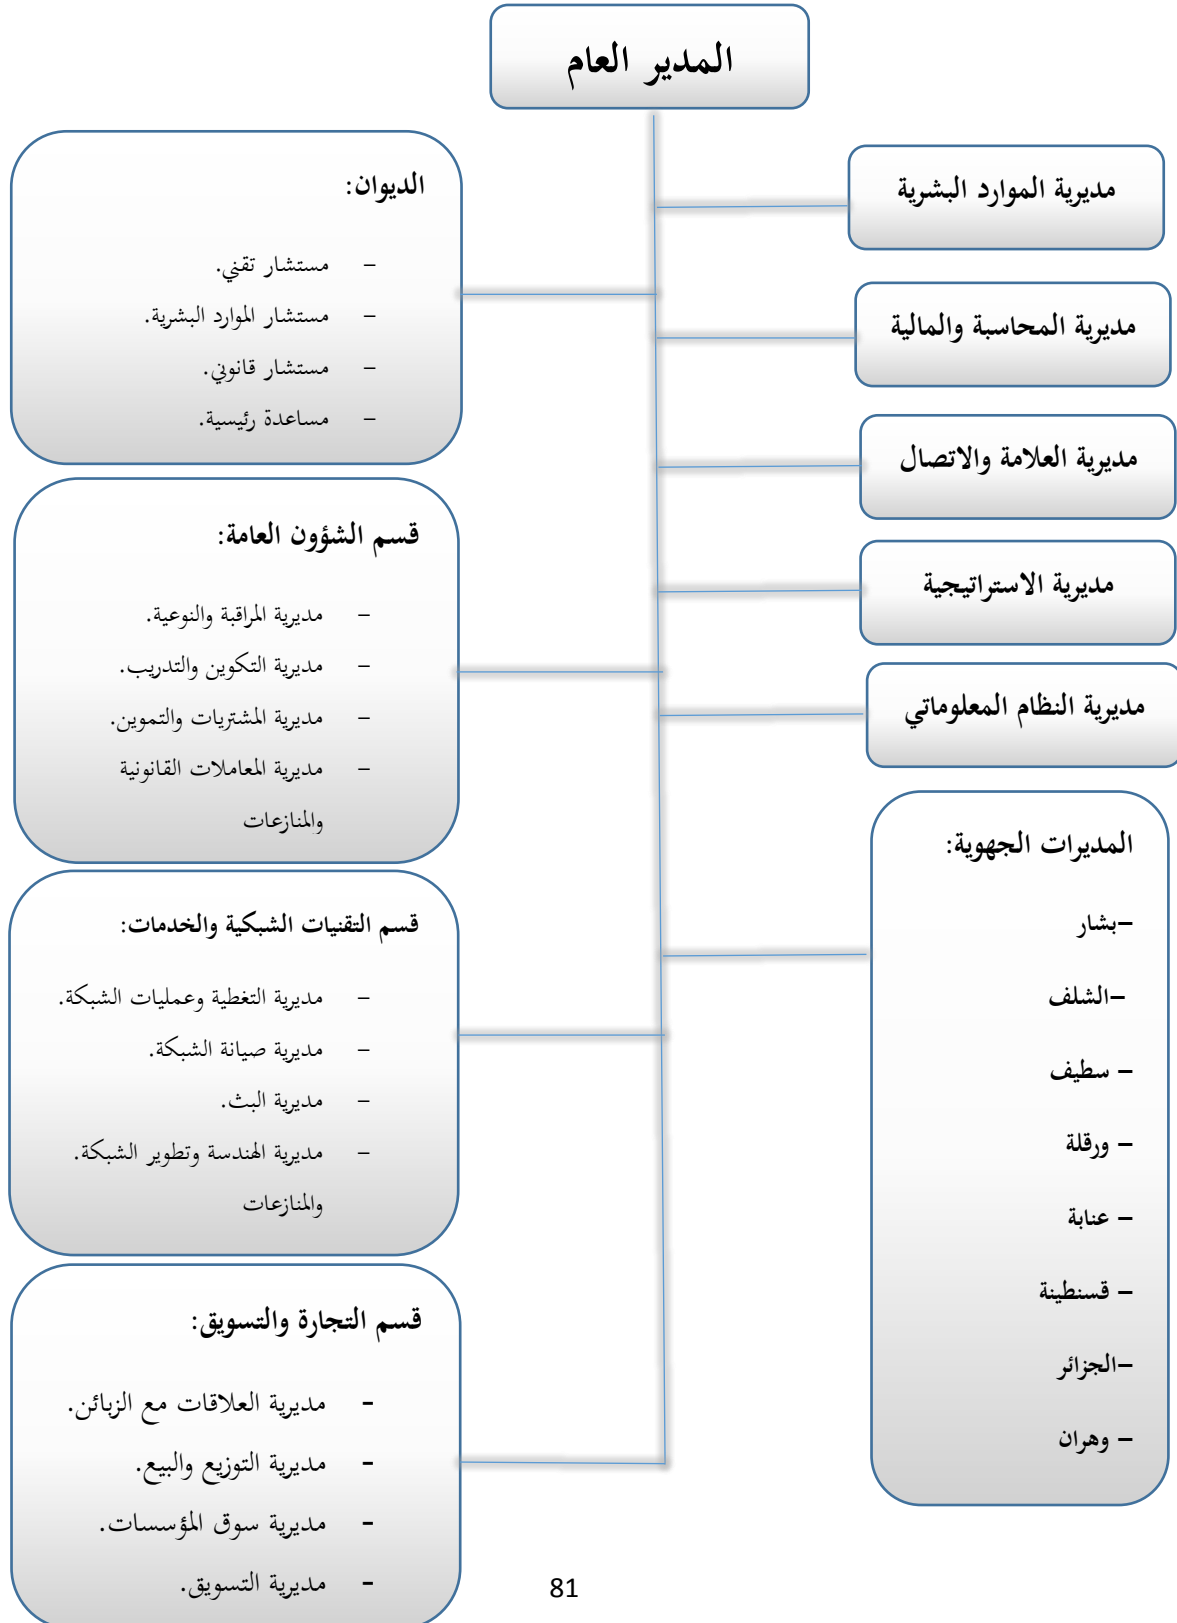 المدير العام
مديرية الموارد البشرية
مديرية المحاسبة والمالية
مديرية العلامة والاتصال
مديرية الاستراتيجية
مديرية النظام المعلوماتي
المديرات الجهوية:
–بشار
–الشلف
– سطيف
– ورقلة
– عنابة
– قسنطينة
–الجزائر
– وهران
الديوان:
– مستشار تقني.
– مستشار الموارد البشرية.
– مستشار قانوني.
– مساعدة رئيسية.
قسم الشؤون العامة:
– مديرية المراقبة والنوعية.
– مديرية التكوين والتدريب.
– مديرية المشتريات والتموين.
– مديرية المعاملات القانونية
والمنازعات
قسم التقنيات الشبكية والخدمات:
– مديرية التغطية وعمليات الشبكة.
– مديرية صيانة الشبكة.
– مديرية البث.
– مديرية الهندسة وتطوير الشبكة.
والمنازعات
قسم التجارة والتسويق:
- مديرية العلاقات مع الزبائن.
- مديرية التوزيع والبيع.
- مديرية سوق المؤسسات.
- مديرية التسويق.
81